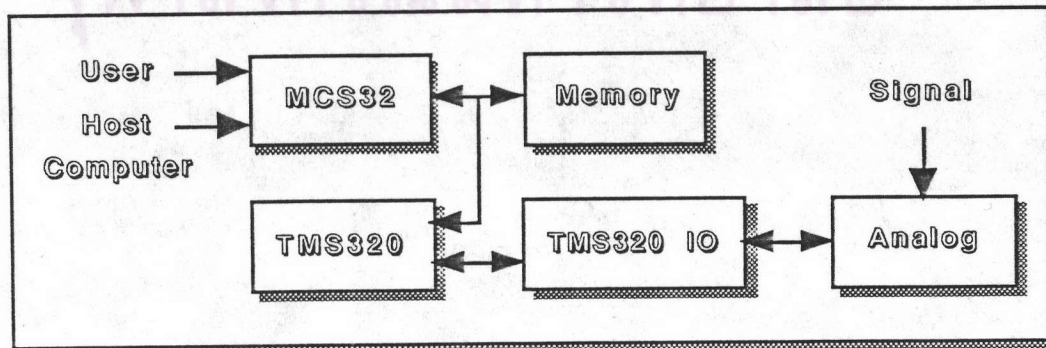 User
Host
Computer
MCS32
Memory
Signal
TMS320
TMS320 IO
Analog